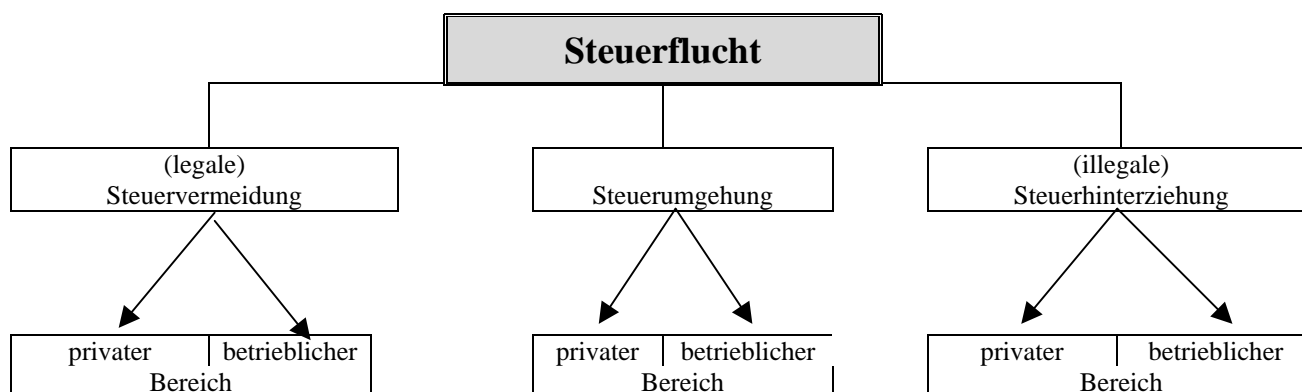 Steuerflucht
(legale)
Steuervermeidung
Steuerumgehung
(illegale)
Steuerhinterziehung
privater betrieblicher
Bereich
privater betrieblicher
Bereich
privater betrieblicher
Bereich